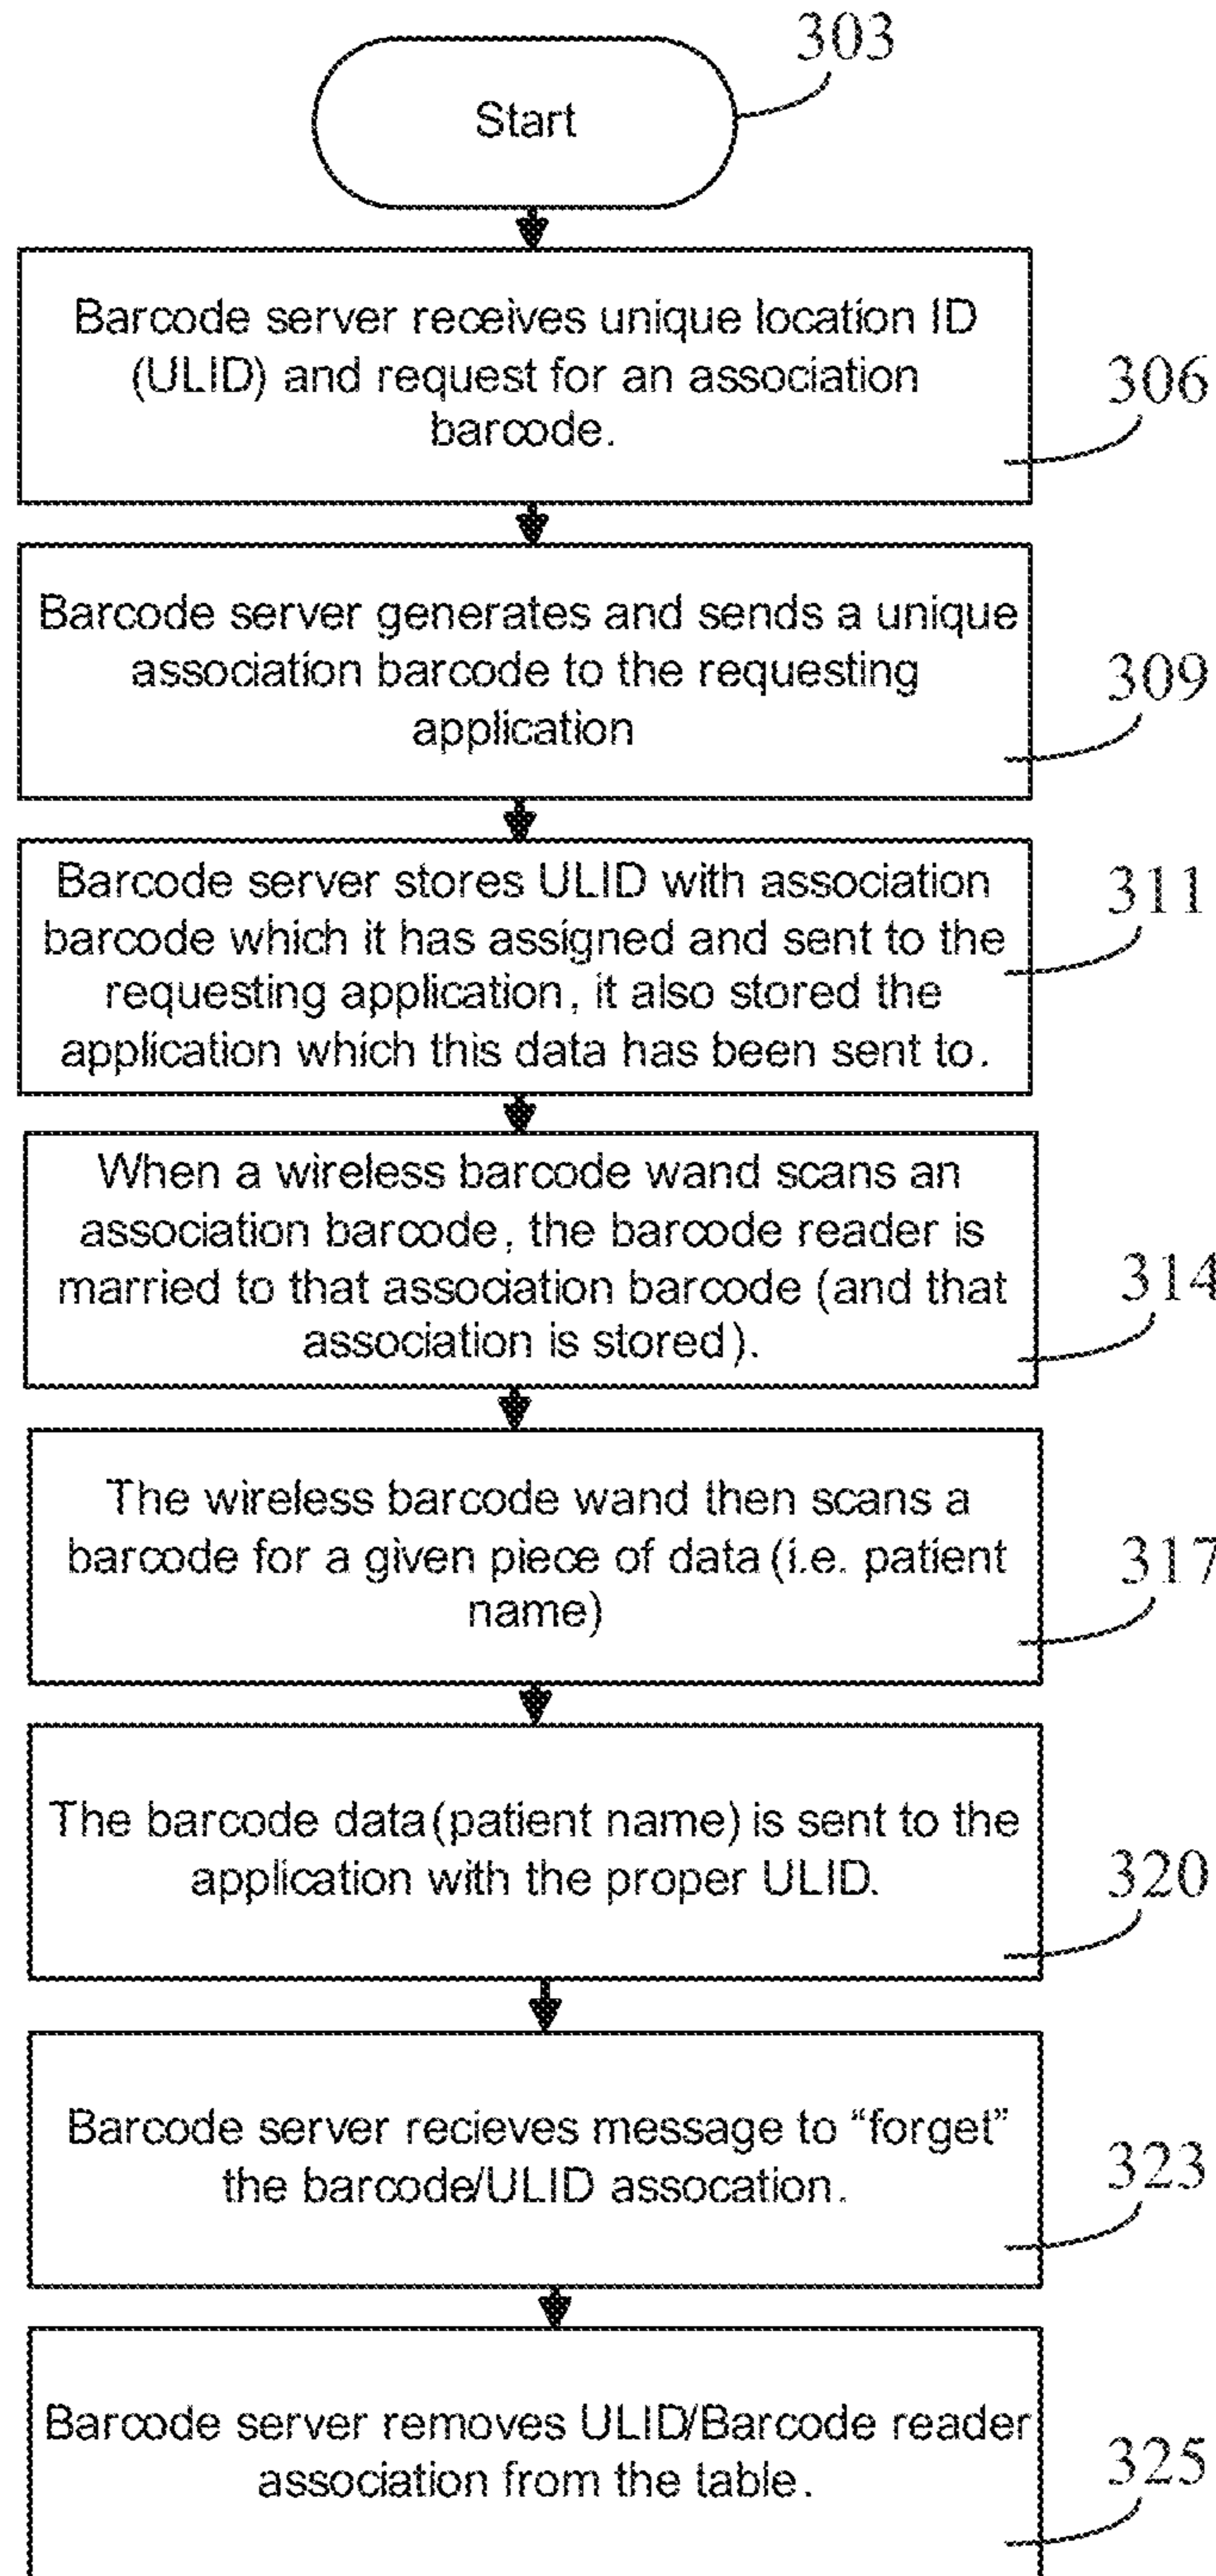 303
Start
Barcode server receives unique location ID
(ULID) and request for an association
barcode.
306
Barcode server generates and sends a unique
association barcode to the requesting
application
309
Barcode server stores ULID with association
barcode which it has assigned and sent to the
requesting application, it also stored the
application which this data has been sent to.
311
When a wireless barcode wand scans an
association barcode, the barcode reader is
married to that association barcode (and that
association is stored).
314
The wireless barcode wand then scans a
barcode for a given piece of data (i.e. patient
name)
317
The barcode data (patient name) is sent to the
application with the proper ULID.
320
Barcode server recieves message to “forget”
the barcode/ULID assocation.
323
Barcode server removes ULID/Barcode reader
association from the table.
325